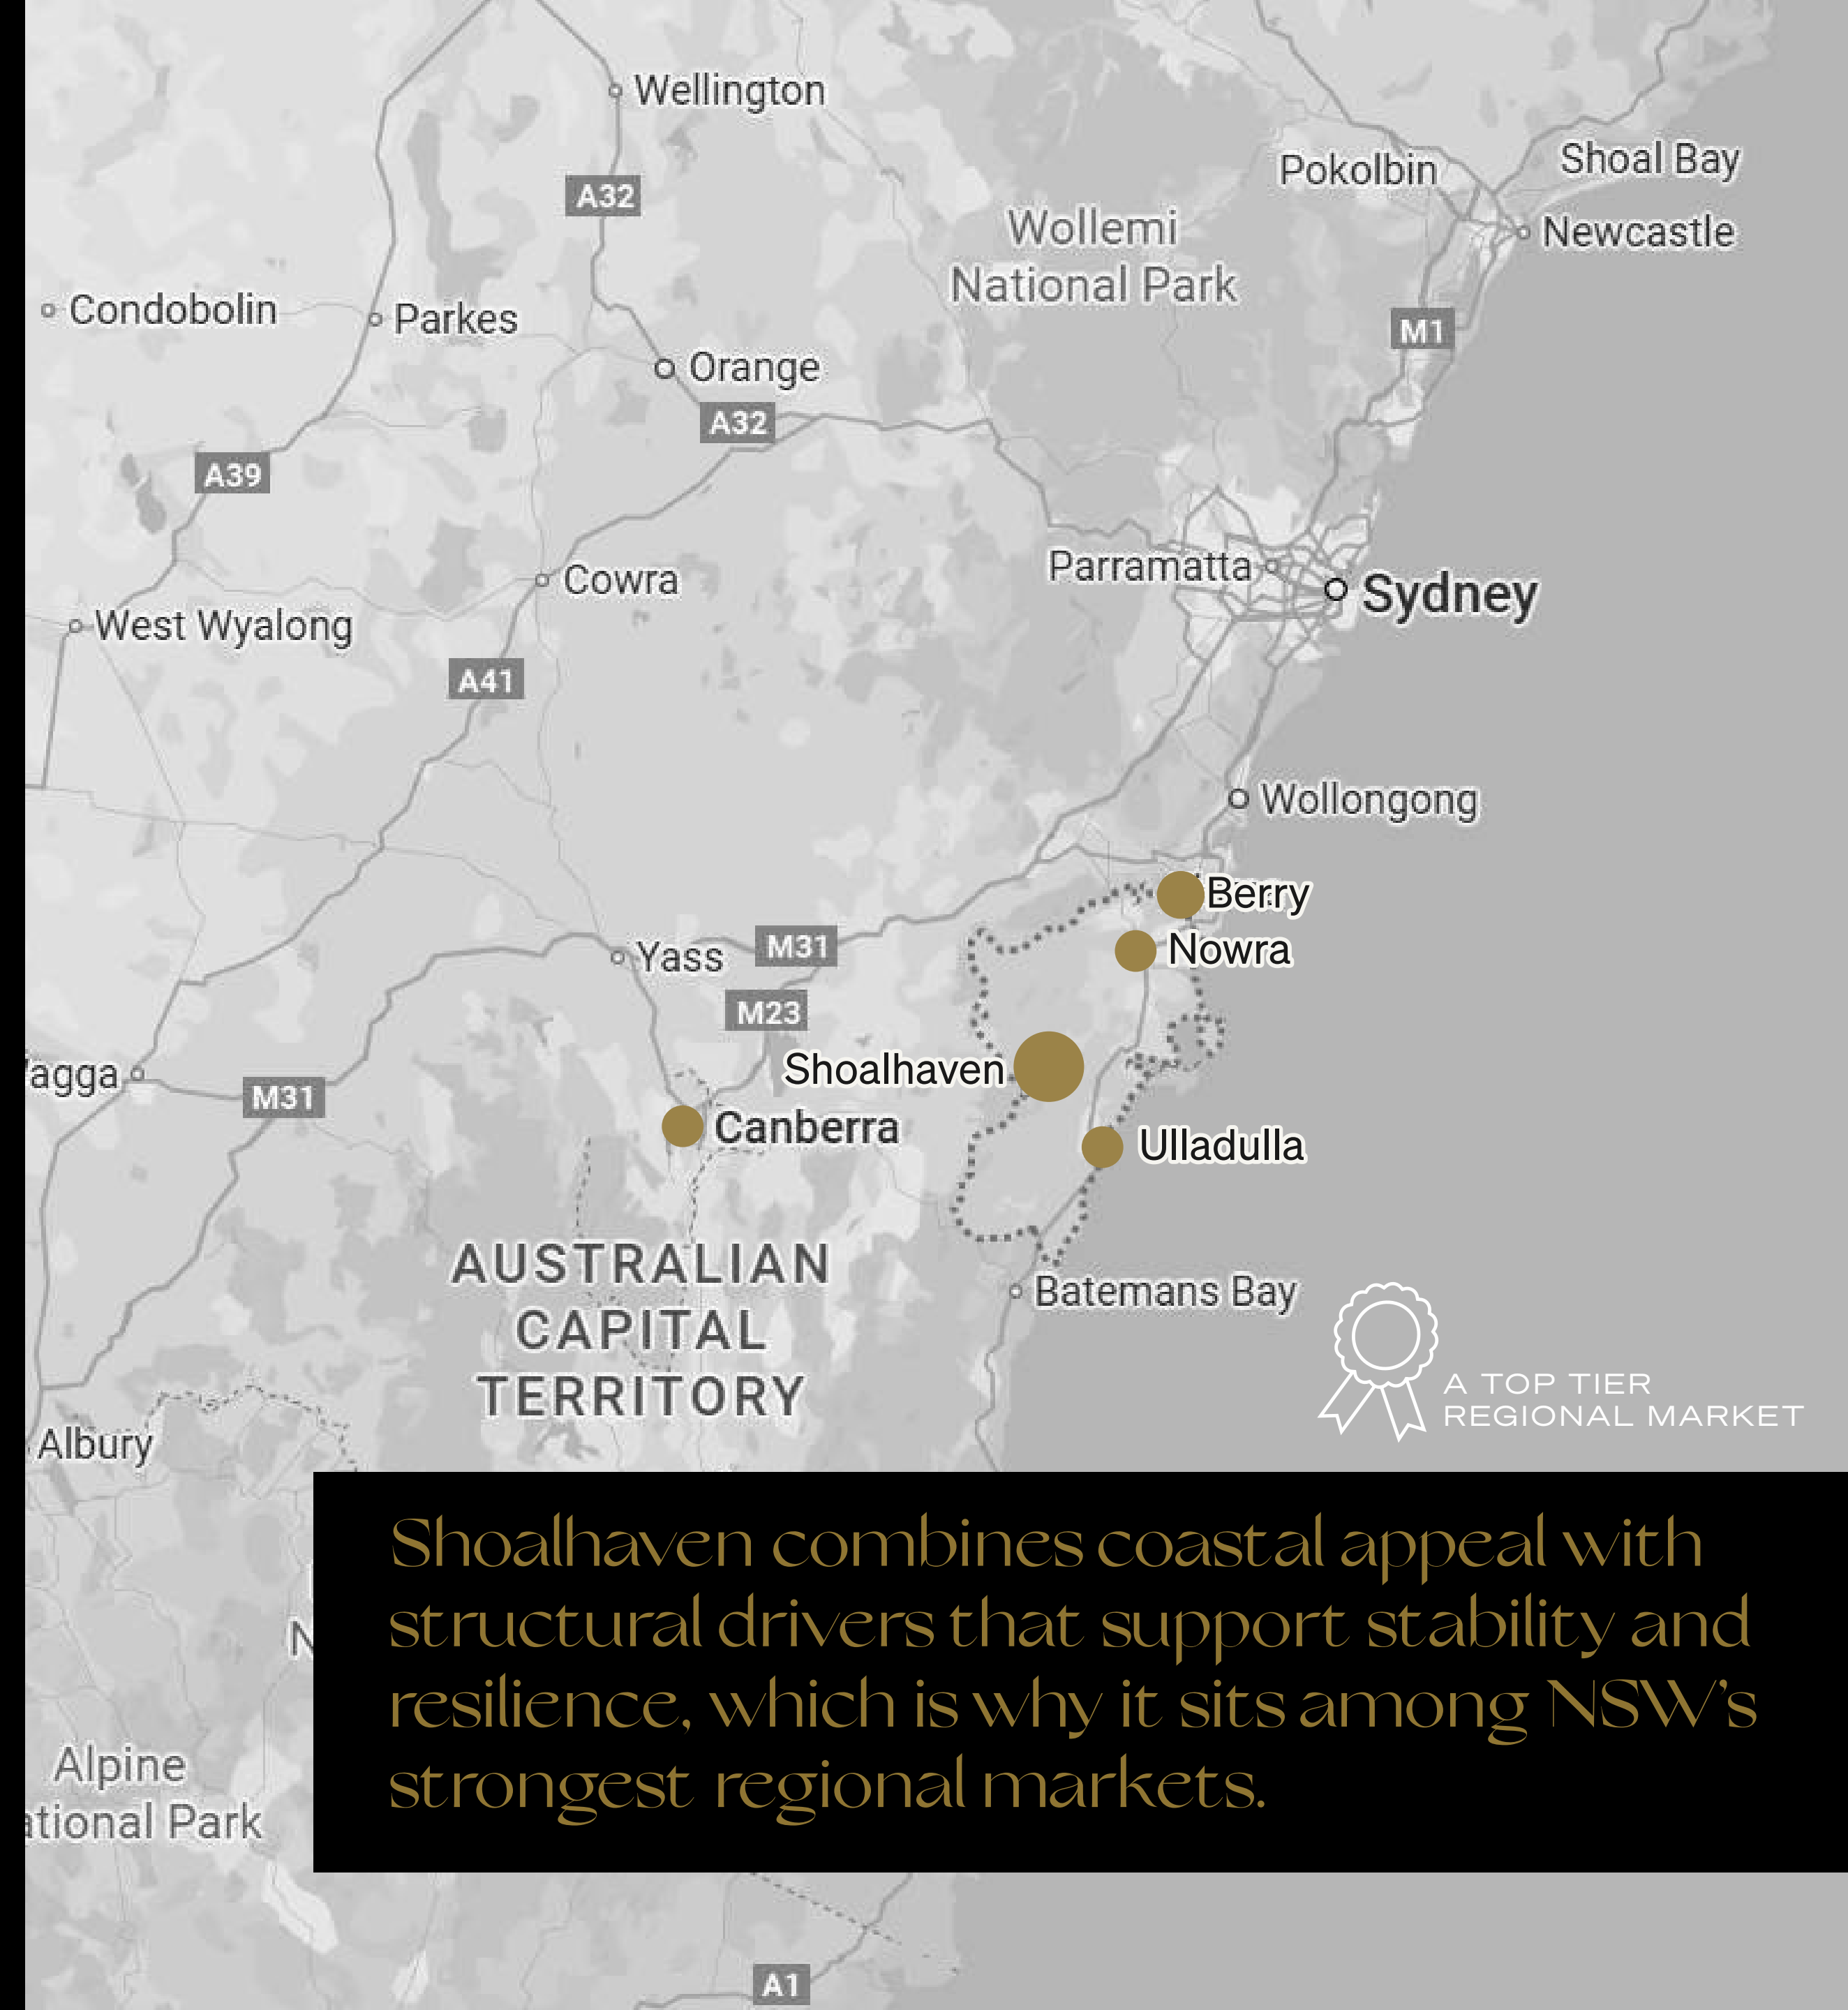 Wellington
Shoal Bay
Pokolbin
A32
Wollemi
National Park
Newcastle
Condobolin
Parkes
M1
Orange
A32
A39
Parramatta
Cowra
Sydney
West Wyalong
A41
Wollongong
Berry
Yass
M31
Nowra
M23
Shoalhaven
agga
M31
Canberra
Ulladulla
AUSTRALIAN
CAPITAL
TERRITORY
Batemans Bay
A TOP TIER
REGIONAL MARKET
Albury
Shoalhaven combines coastal appeal with
structural drivers that support stability and
resilience, which is why it sits among NSW's
strongest regional markets.
N
Alpine
ational Park
A1